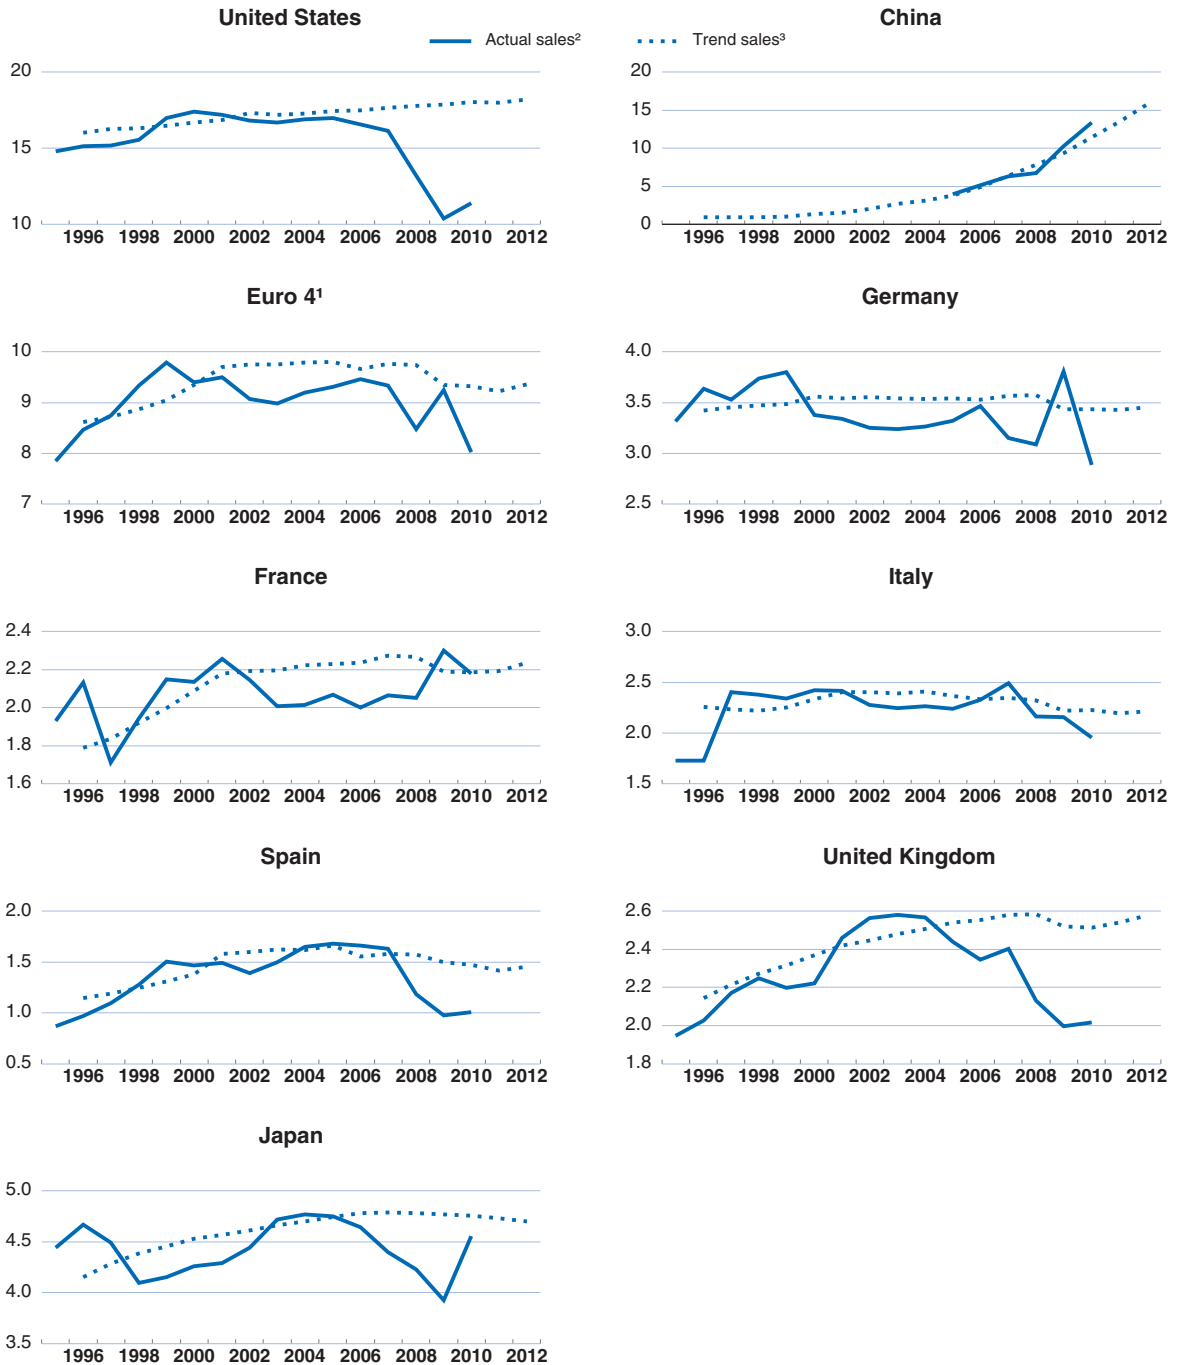 United States
China
Actual sales²
Trend sales³
20
15
10
1996 1998 2000 2002 2004 2006 2008 2010 2012
20
15
10
5
0
1996 1998 2000 2002 2004 2006 2008 2010 2012
Euro 4¹
10
9
8
7
1996 1998 2000 2002 2004 2006 2008 2010 2012
Germany
4.0
3.5
3.0
2.5
1996 1998 2000 2002 2004 2006 2008 2010 2012
France
2.4
2.2
2.0
1.8
1.6
1996 1998 2000 2002 2004 2006 2008 2010 2012
Italy
3.0
2.5
2.0
1.5
1996 1998 2000 2002 2004 2006 2008 2010 2012
Spain
2.0
1.5
1.0
0.5
1996 1998 2000 2002 2004 2006 2008 2010 2012
United Kingdom
2.6
2.4
2.2
2.0
1.8
1996 1998 2000 2002 2004 2006 2008 2010 2012
Japan
5.0
4.5
4.0
3.5
1996 1998 2000 2002 2004 2006 2008 2010 2012